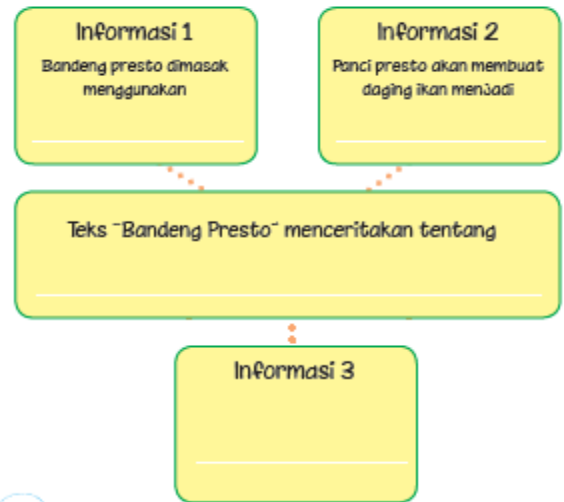 Informasi 1
Bandeng presto dimasak
menggunakan
Informasi 2
Panci presto akan membuat
daging ikan menjadi
Teks "Bandeng Presto" menceritakan tentang
Informasi 3